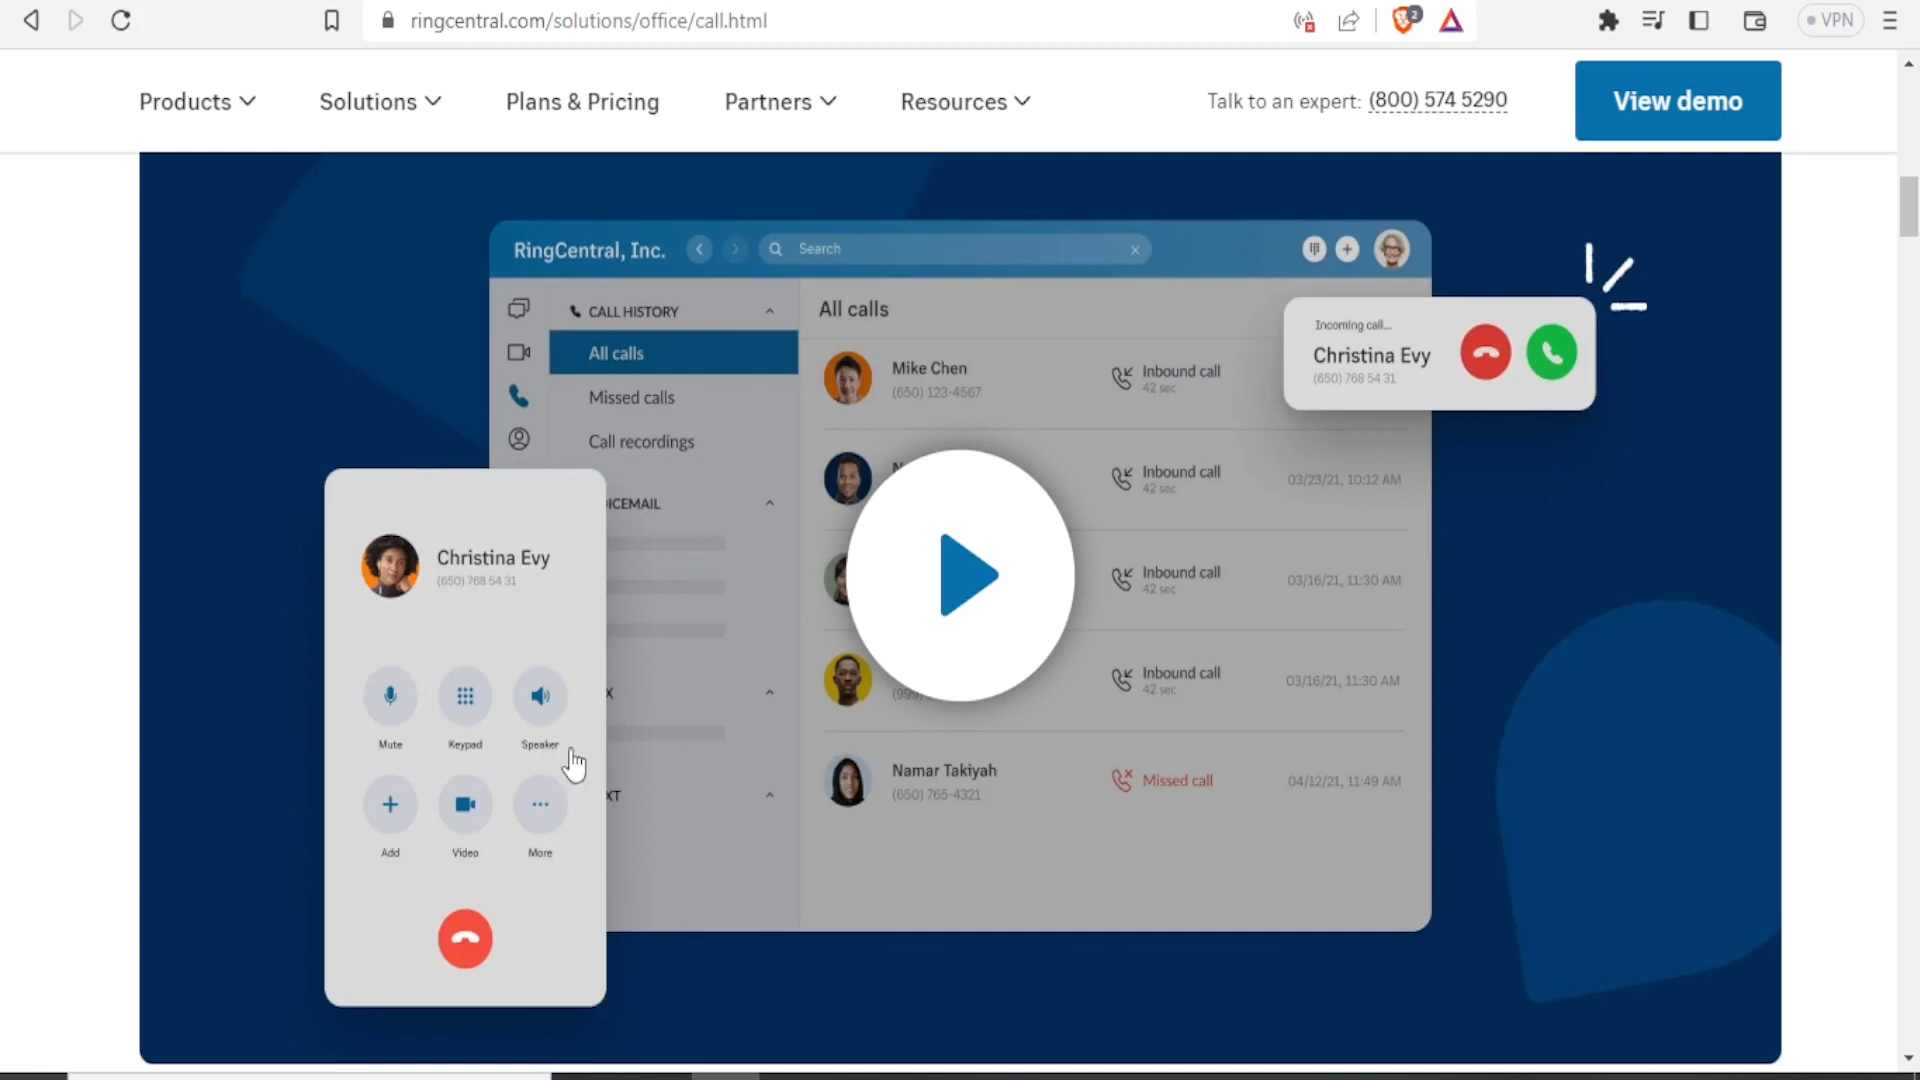 ringcentral.com/solutions/office/call.html
2
VPN
Products
Solutions
Plans & Pricing
Partners
Resources
Talk to an expert: (800) 574 5290
View demo
RingCentral, Inc.
Search
CALL HISTORY
All calls
Missed calls
Call recordings
ICEMAIL
X
XT
All calls
Mike Chen
(650) 123-4567
Inbound call
42 sec
Inbound call
42 sec
03/23/21, 10:12 AM
Inbound call
42 sec
03/16/21, 11:30 AM
(999)
Inbound call
42 sec
03/16/21, 11:30 AM
Namar Takiyah
(650) 765-4321
Missed call
04/12/21, 11:49 AM
Incoming call...
Christina Evy
(650) 768 54 31
Christina Evy
(650) 768 54 31
Mute
Keypad
Speaker
Add
Video
More